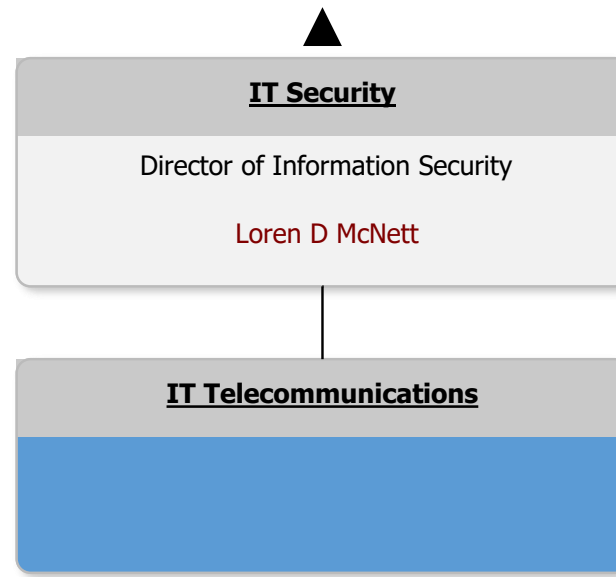 IT Security
Director of Information Security
Loren D McNett
IT Telecommunications